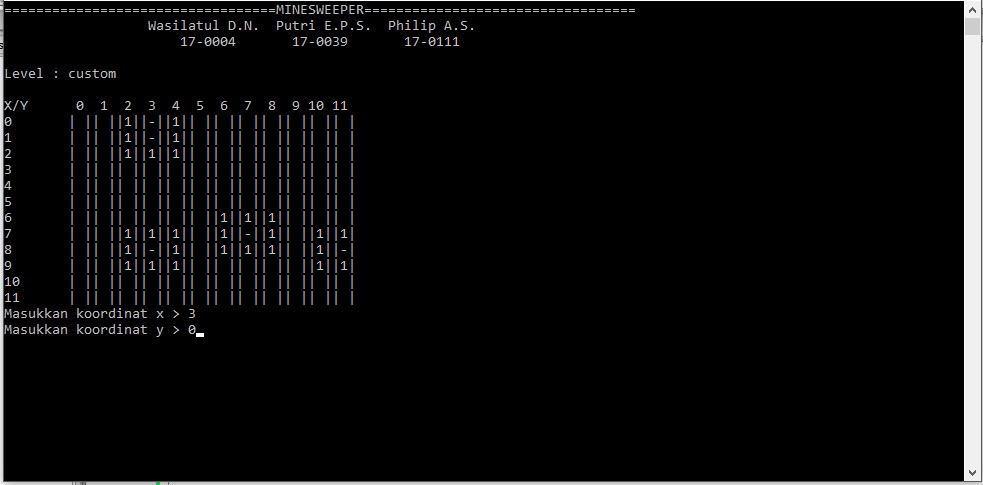 ==================================MINESWEEPER==================================
Wasilatul D.N. Putri E.P.S. Philip A.S.
17-0004 17-0039 17-0111
Level : custom
X/Y 0 1 2 3 4 5 6 7 8 9 10 11
0 | || ||1||-||1|| || || || || || || |
1 | || ||1||-||1|| || || || || || || |
2 | || ||1||1||1|| || || || || || || |
3 | || || || || || || || || || || || |
4 | || || || || || || || || || || || |
5 | || || || || || || || || || || || |
6 | || || || || || ||1||1||1|| || || |
7 | || ||1||1||1|| ||1||-||1|| ||1||1|
8 | || ||1||-||1|| ||1||1||1|| ||1||-|
9 | || ||1||1||1|| || || || || ||1||1|
10 | || || || || || || || || || || || |
11 | || || || || || || || || || || || |
Masukkan koordinat x > 3
Masukkan koordinat y > 0